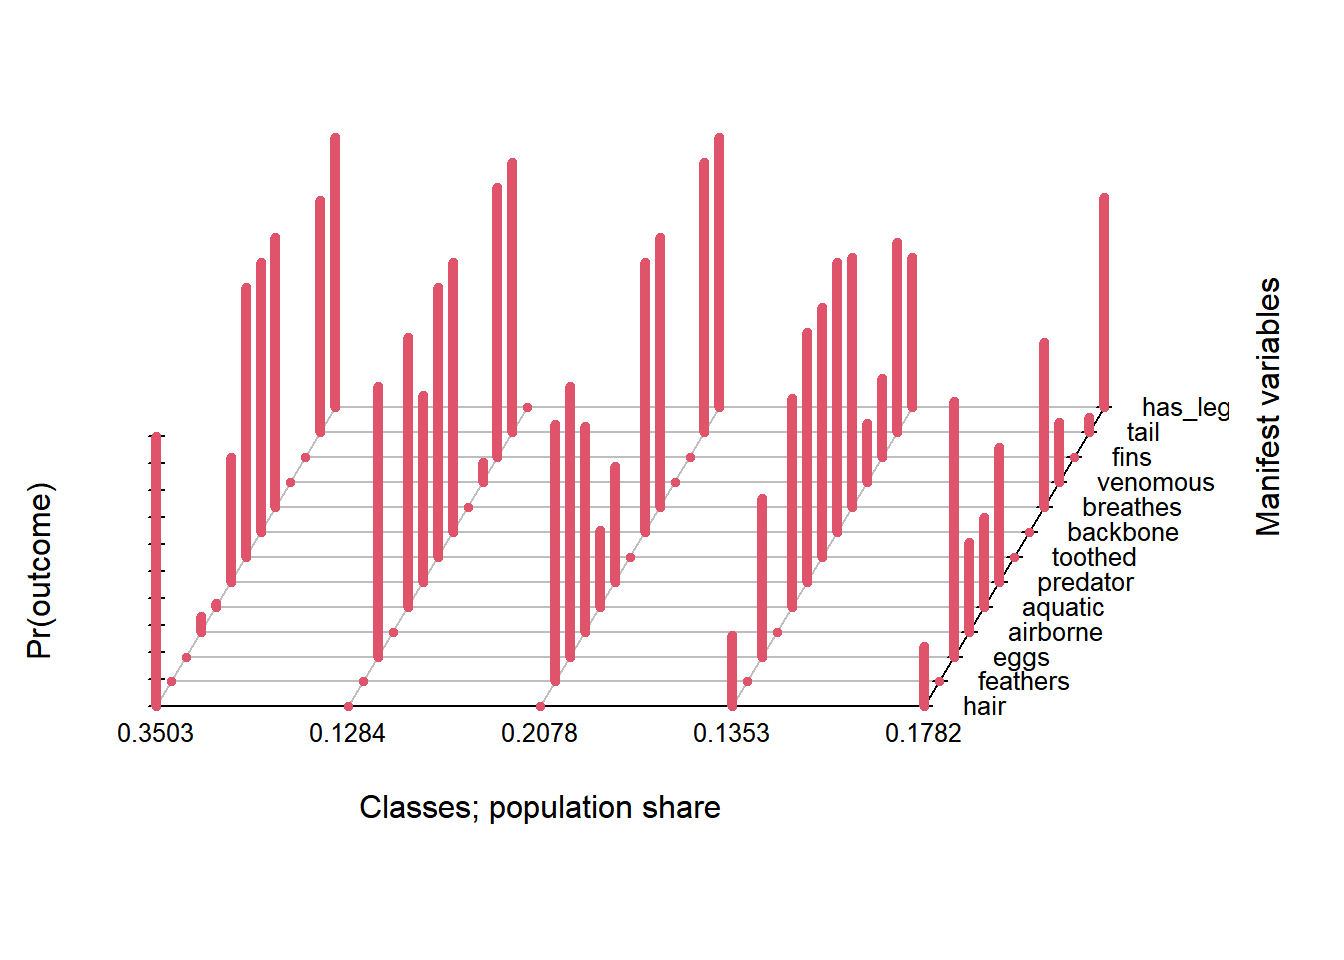 has_leg
tail
fins
venomous
breathes
backbone
toothed
predator
aquatic
airborne
eggs
feathers
hair
Manifest variables
Pr(outcome)
0.3503 0.1284 0.2078 0.1353 0.1782
Classes; population share